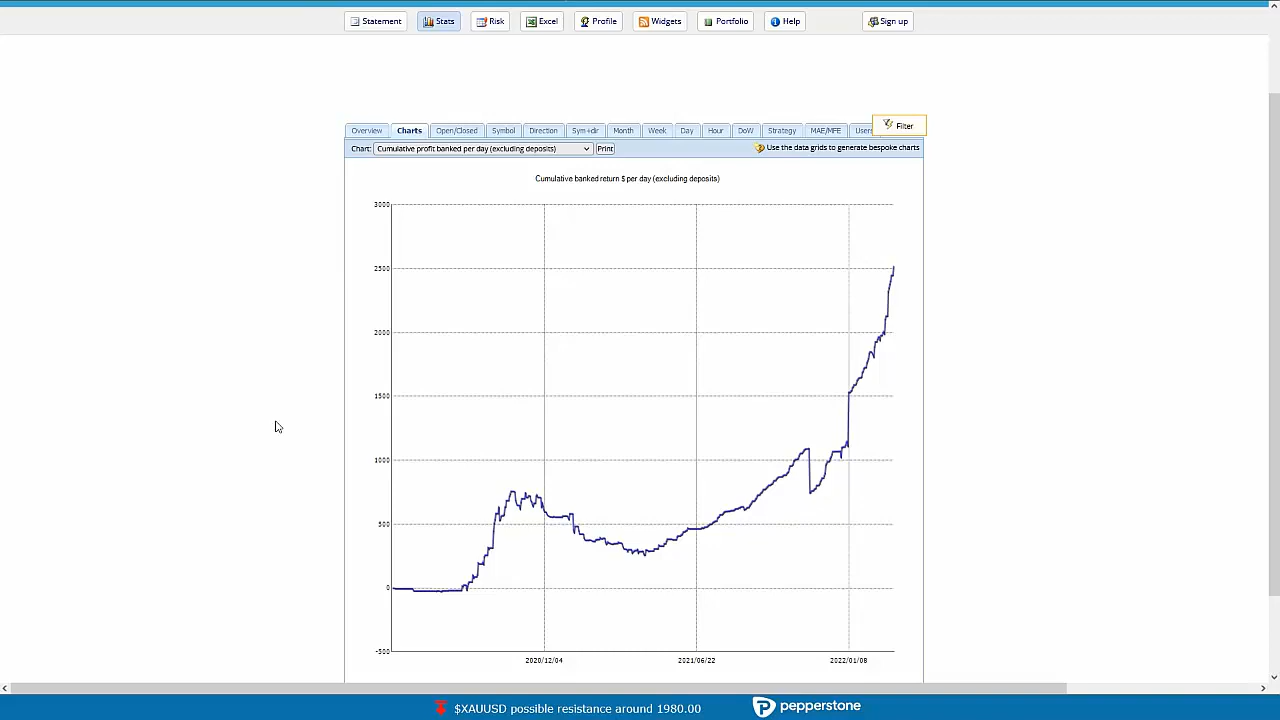 Statement Stats Risk Excel Profile Widgets Portfolio Help Sign up
Overview Charts Open/Closed Symbol Direction Sym+dir Month Week Day Hour DoW Strategy MAE/MFE User Filter
Chart: Cumulative profit banked per day (excluding deposits) Print Use the data grids to generate bespoke charts
Cumulative banked return $ per day (excluding deposits)
3000
2500
2000
1500
1000
500
0
-500
2020/12/04 2021/06/22 2022/01/08
$XAUUSD possible resistance around 1980.00 pepperstone